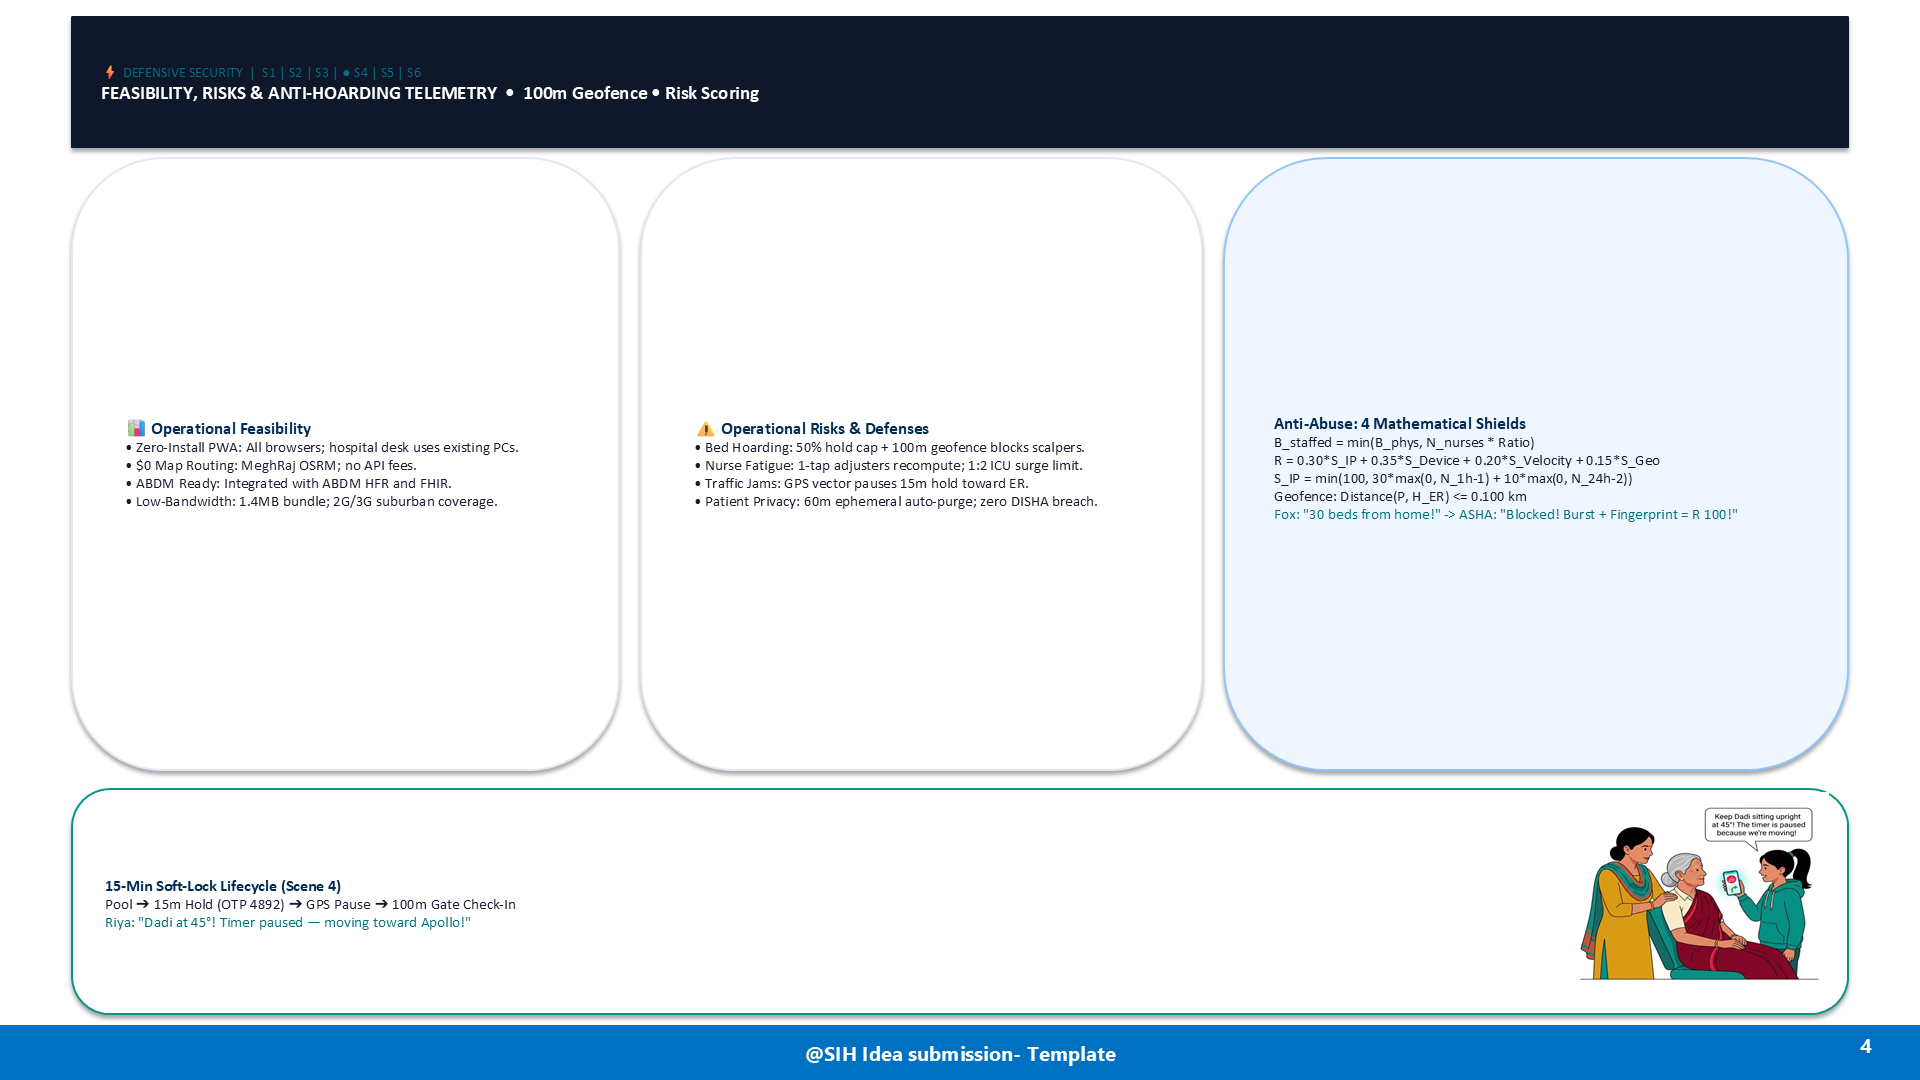 ⚡ DEFENSIVE SECURITY | S1 | S2 | S3 | ● S4 | S5 | S6
FEASIBILITY, RISKS & ANTI-HOARDING TELEMETRY • 100m Geofence • Risk Scoring
📊 Operational Feasibility
• Zero-Install PWA: All browsers; hospital desk uses existing PCs.
• $0 Map Routing: MeghRaj OSRM; no API fees.
• ABDM Ready: Integrated with ABDM HFR and FHIR.
• Low-Bandwidth: 1.4MB bundle; 2G/3G suburban coverage.
⚠️ Operational Risks & Defenses
• Bed Hoarding: 50% hold cap + 100m geofence blocks scalpers.
• Nurse Fatigue: 1-tap adjusters recompute; 1:2 ICU surge limit.
• Traffic Jams: GPS vector pauses 15m hold toward ER.
• Patient Privacy: 60m ephemeral auto-purge; zero DISHA breach.
Anti-Abuse: 4 Mathematical Shields
B_staffed = min(B_phys, N_nurses * Ratio)
R = 0.30*S_IP + 0.35*S_Device + 0.20*S_Velocity + 0.15*S_Geo
S_IP = min(100, 30*max(0, N_1h-1) + 10*max(0, N_24h-2))
Geofence: Distance(P, H_ER) <= 0.100 km
Fox: "30 beds from home!" -> ASHA: "Blocked! Burst + Fingerprint = R 100!"
15-Min Soft-Lock Lifecycle (Scene 4)
Pool ➔ 15m Hold (OTP 4892) ➔ GPS Pause ➔ 100m Gate Check-In
Riya: "Dadi at 45°! Timer paused — moving toward Apollo!"
Keep Dadi sitting upright
at 45°! The timer is paused
because we're moving!
@SIH Idea submission- Template
4